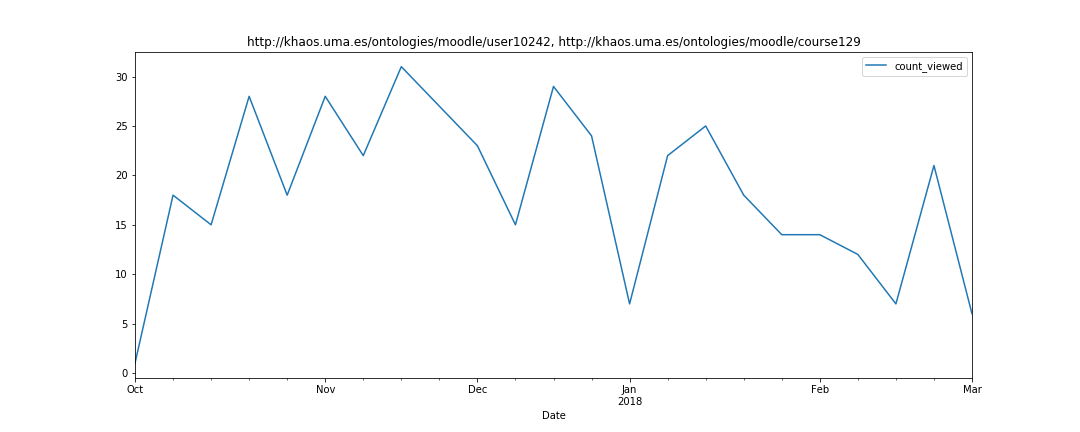 http://khaos.uma.es/ontologies/moodle/user10242, http://khaos.uma.es/ontologies/moodle/course129
count_viewed
30
25
20
15
10
5
0
Oct Nov Dec Jan Feb Mar
2018
Date